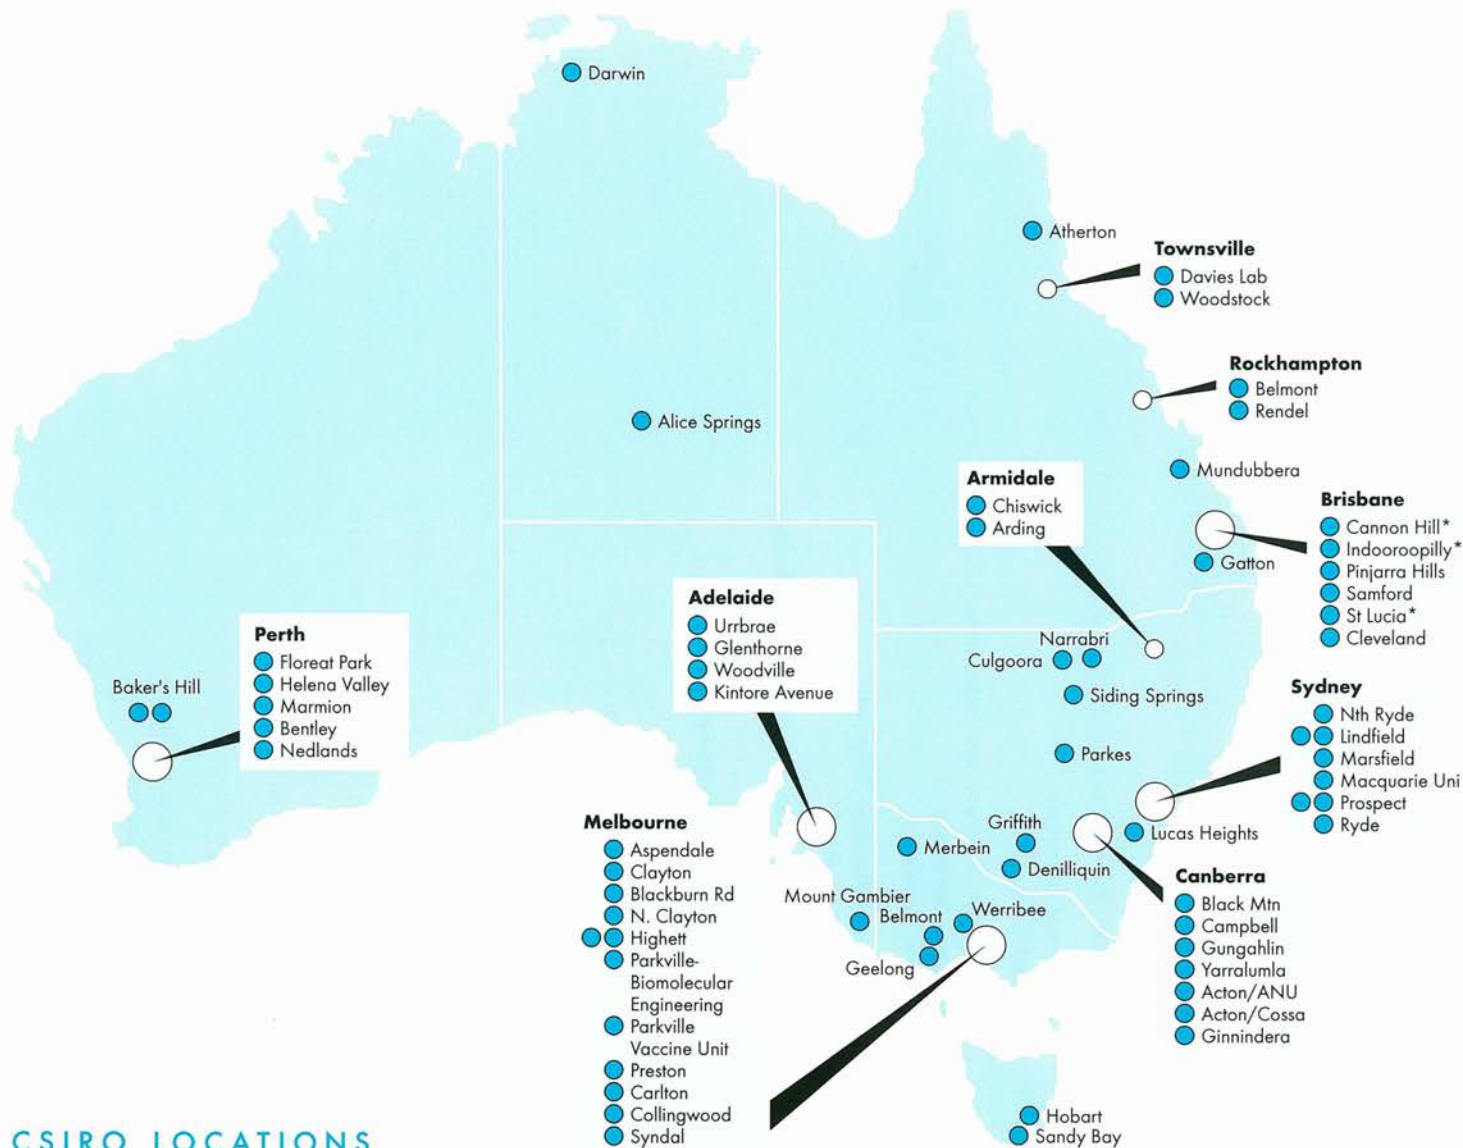 Darwin
Atherton
Townsville
Davies Lab
Woodstock
Rockhampton
Belmont
Rendel
Alice Springs
Mundubbera
Armidale
Chiswick
Arding
Brisbane
Cannon Hill*
Indooroopilly*
Pinjarra Hills
Samford
St Lucia*
Cleveland
Gatton
Adelaide
Urrbrae
Glenthorne
Woodville
Kintore Avenue
Perth
Floreat Park
Helena Valley
Marmion
Bentley
Nedlands
Baker's Hill
Narrabri
Culgoora
Siding Springs
Parkes
Sydney
Nth Ryde
Lindfield
Marsfield
Macquarie Uni
Prospect
Ryde
Lucas Heights
Griffith
Merbein
Denilliquin
Canberra
Black Mtn
Campbell
Gungahlin
Yarralumla
Acton/ANU
Acton/Cossa
Ginnindera
Melbourne
Aspendale
Clayton
Blackburn Rd
N. Clayton
Highett
Parkville-
Biomolecular
Engineering
Parkville
Vaccine Unit
Preston
Carlton
Collingwood
Syndal
Mount Gambier
Belmont
Werribee
Geelong
Hobart
Sandy Bay
CSIRO LOCATIONS